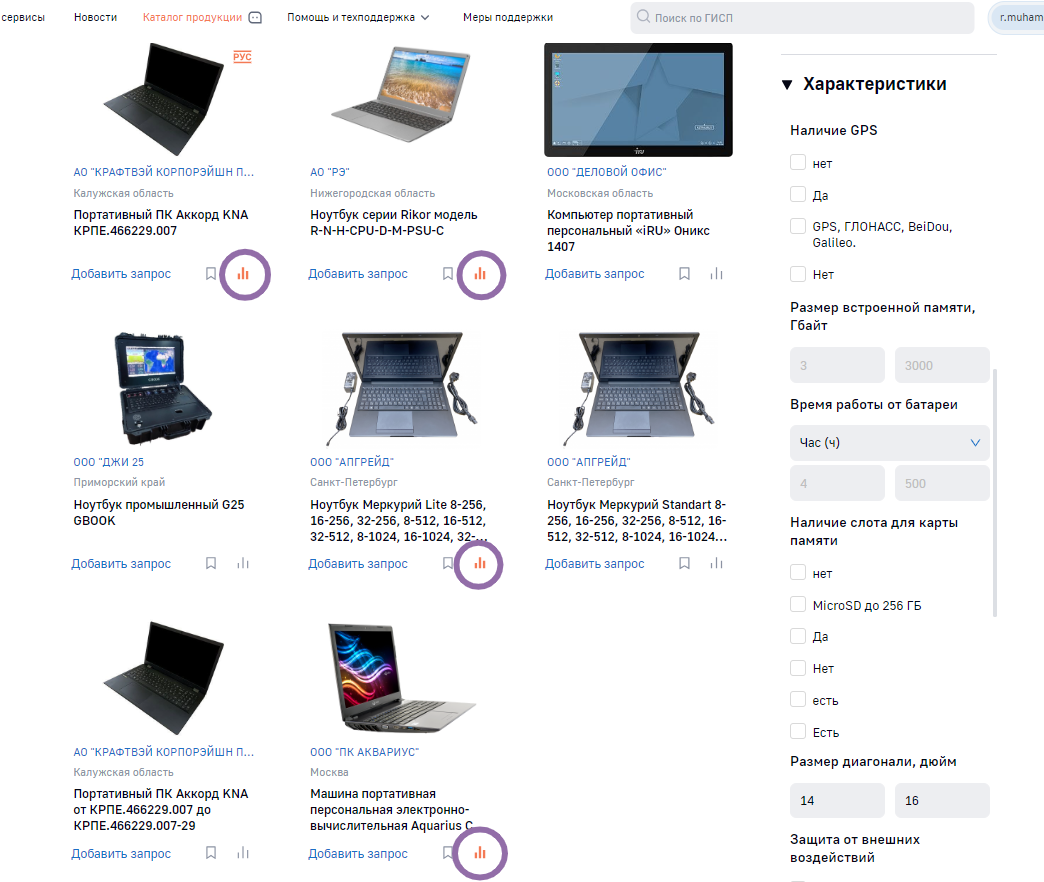 сервисы
Новости
Каталог продукции
Помощь и техподдержка
Меры поддержки
Поиск по ГИСП
r.muham
РУС
АО "КРАФТВЭЙ КОРПОРЭЙШН П...
Калужская область
Портативный ПК Аккорд KNA
КРПЕ.466229.007
Добавить запрос
АО "РЭ"
Нижегородская область
Ноутбук серии Rikor модель
R-N-H-CPU-D-M-PSU-C
Добавить запрос
iRU
ООО "ДЕЛОВОЙ ОФИС"
Московская область
Компьютер портативный
персональный «iRU» Оникс
1407
Добавить запрос
GBOOK
ООО "ДЖИ 25
Приморский край
Ноутбук промышленный G25
GBOOK
Добавить запрос
ООО "АПГРЕЙД"
Санкт-Петербург
Ноутбук Меркурий Lite 8-256,
16-256, 32-256, 8-512, 16-512,
32-512, 8-1024, 16-1024, 32-...
Добавить запрос
ООО "АПГРЕЙД"
Санкт-Петербург
Ноутбук Меркурий Standart 8-
256, 16-256, 32-256, 8-512, 16-
512, 32-512, 8-1024, 16-1024...
Добавить запрос
АО "КРАФТВЭЙ КОРПОРЭЙШН П...
Калужская область
Портативный ПК Аккорд KNA
от КРПЕ.466229.007 до
КРПЕ.466229.007-29
Добавить запрос
ООО "ПК АКВАРИУС"
Москва
Машина портативная
персональная электронно-
вычислительная Aquarius C
Добавить запрос
Характеристики
Наличие GPS
нет
Да
GPS, ГЛОНАСС, BeiDou,
Galileo.
Нет
Размер встроенной памяти,
Гбайт
3
3000
Время работы от батареи
Час (ч)
4
500
Наличие слота для карты
памяти
нет
MicroSD до 256 ГБ
Да
Нет
есть
Есть
Размер диагонали, дюйм
14
16
Защита от внешних
воздействий